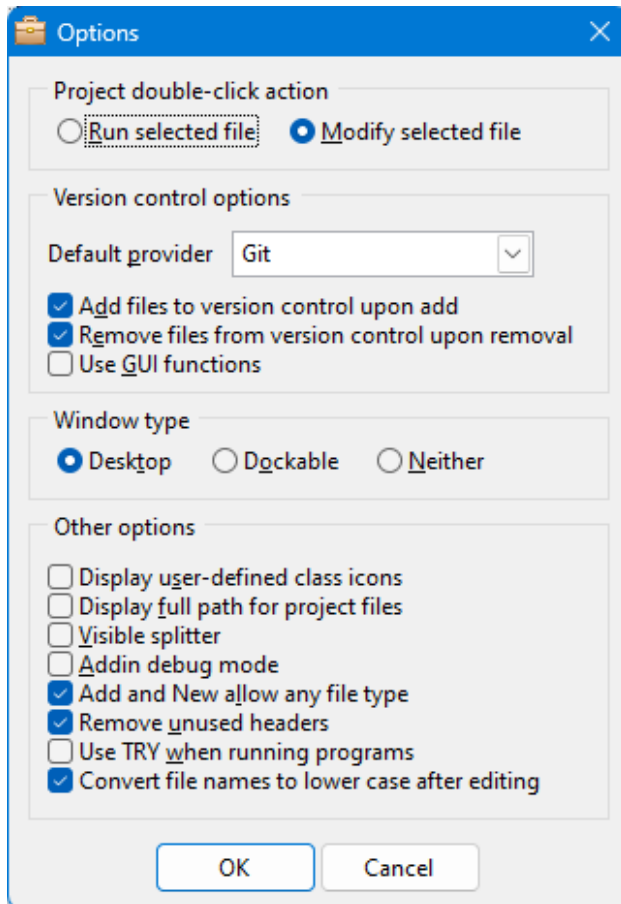 Options
Project double-click action
Run selected file Modify selected file
Version control options
Default provider Git
Add files to version control upon add
Remove files from version control upon removal
Use GUI functions
Window type
Desktop Dockable Neither
Other options
Display user-defined class icons
Display full path for project files
Visible splitter
Addin debug mode
Add and New allow any file type
Remove unused headers
Use TRY when running programs
Convert file names to lower case after editing
OK Cancel